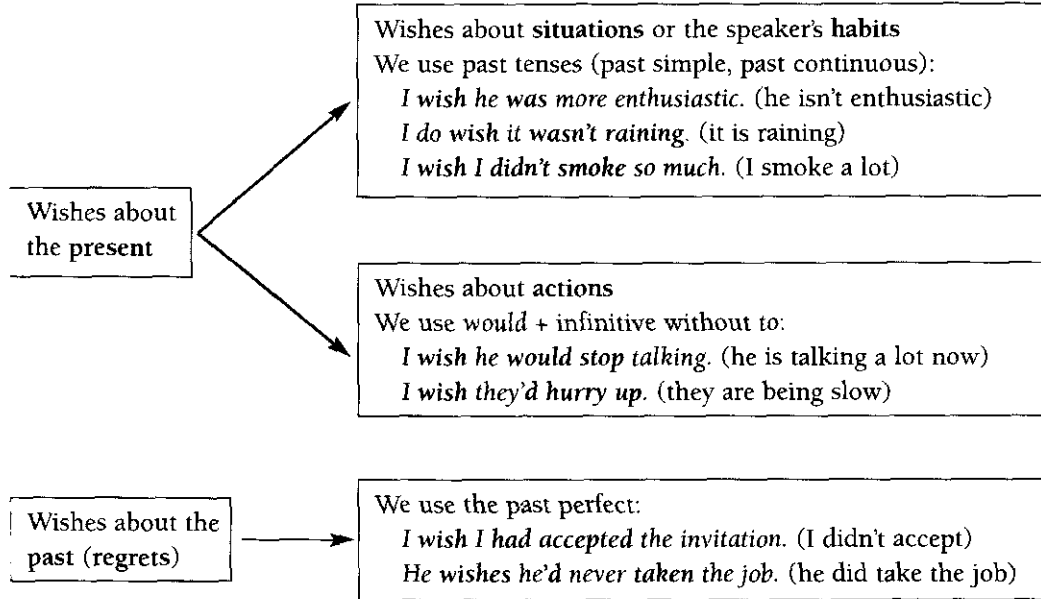 Wishes about
the present
Wishes about situations or the speaker's habits
We use past tenses (past simple, past continuous):
I wish he was more enthusiastic. (he isn't enthusiastic)
I do wish it wasn't raining. (it is raining)
I wish I didn't smoke so much. (I smoke a lot)
Wishes about actions
We use would + infinitive without to:
I wish he would stop talking. (he is talking a lot now)
I wish they'd hurry up. (they are being slow)
Wishes about the
past (regrets)
We use the past perfect:
I wish I had accepted the invitation. (I didn't accept)
He wishes he'd never taken the job. (he did take the job)